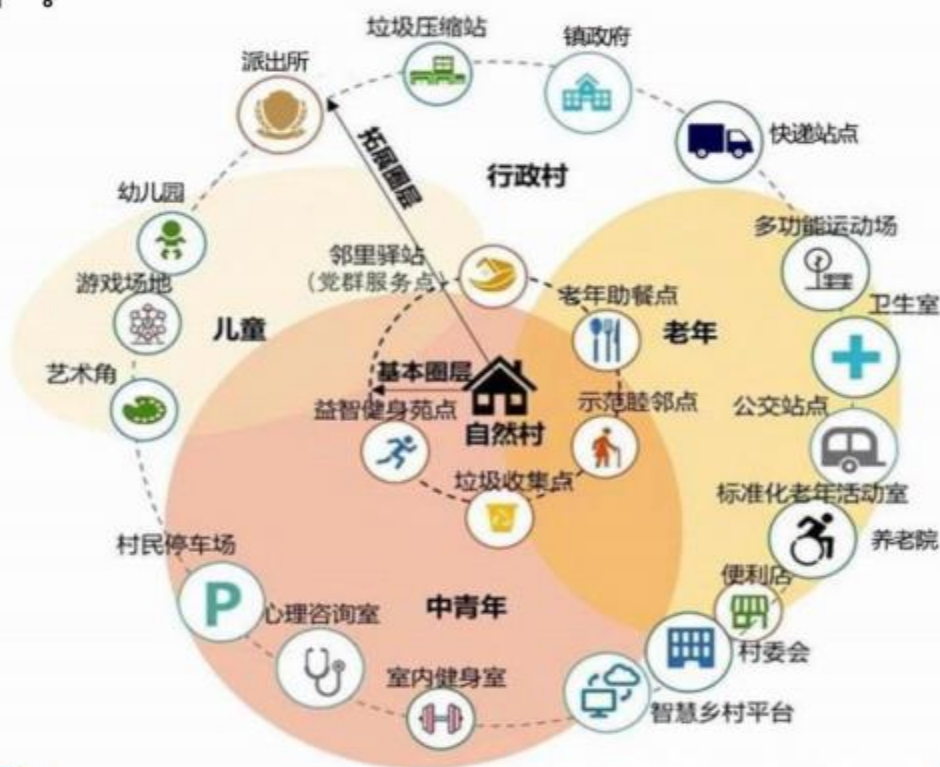 。
垃圾压缩站
镇政府
派出所
快递站点
拓展圈层
行政村
幼儿园
多功能运动场
邻里驿站
(党群服务点)
游戏场地
老年助餐点
卫生室
儿童
老年
艺术角
基本圈层
益智健身苑点
示范睦邻点
公交站点
自然村
垃圾收集点
标准化老年活动室
村民停车场
养老院
便利店
心理咨询室
中青年
P
村委会
室内健身室
智慧乡村平台